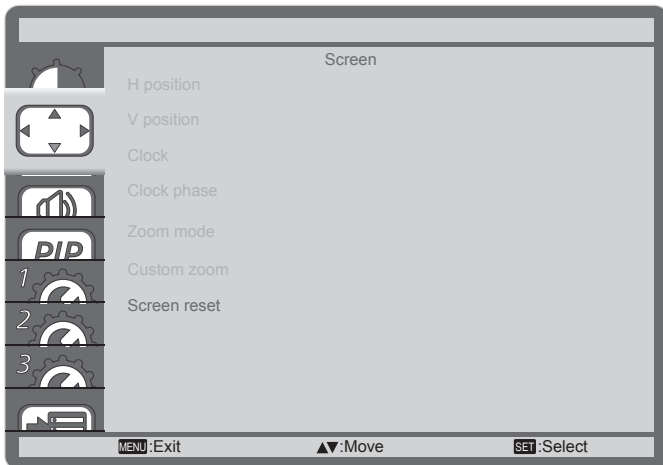 Screen
H position
V position
Clock
Clock phase
Zoom mode
PIP
Custom zoom
1
Screen reset
2
3
MENU:Exit ▲▼:Move SET:Select